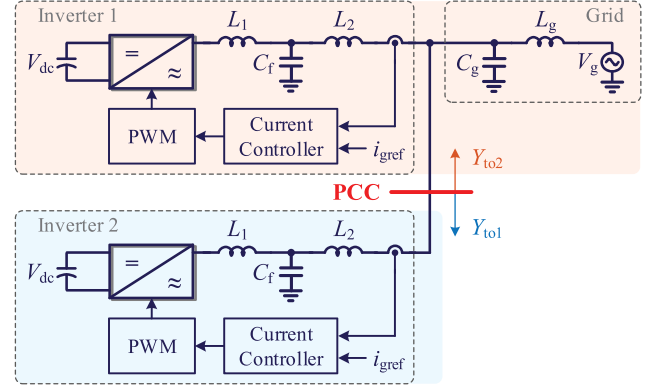 Inverter 1
L1
L2
Lg
Grid
Vdc
=
≈
Cf
Cg
Vg
PWM
Current
Controller
igref
Yto2
PCC
Inverter 2
Yto1
L1
L2
Vdc
=
≈
Cf
PWM
Current
Controller
igref